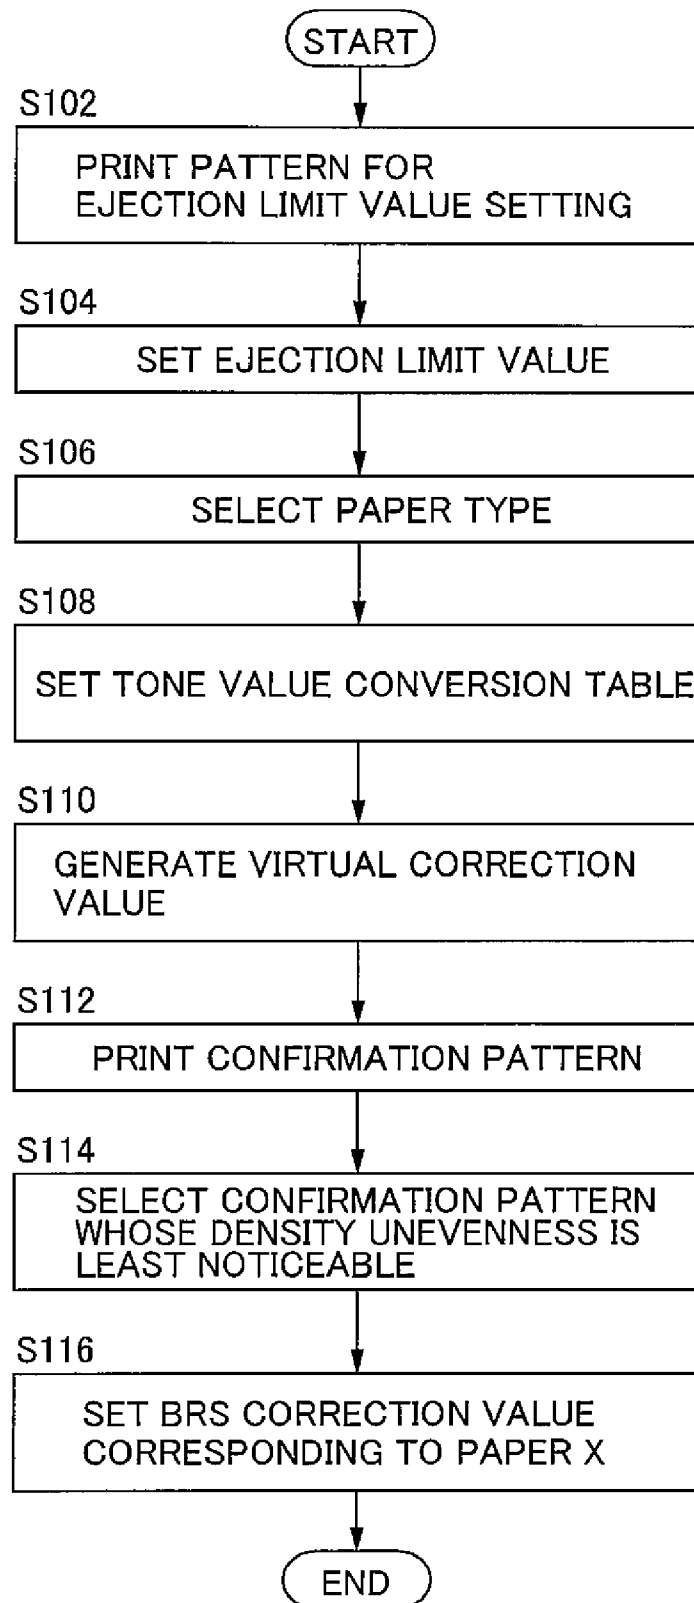 START
S102
PRINT PATTERN FOR
EJECTION LIMIT VALUE SETTING
S104
SET EJECTION LIMIT VALUE
S106
SELECT PAPER TYPE
S108
SET TONE VALUE CONVERSION TABLE
S110
GENERATE VIRTUAL CORRECTION
VALUE
S112
PRINT CONFIRMATION PATTERN
S114
SELECT CONFIRMATION PATTERN
WHOSE DENSITY UNEVENNESS IS
LEAST NOTICEABLE
S116
SET BRS CORRECTION VALUE
CORRESPONDING TO PAPER X
END